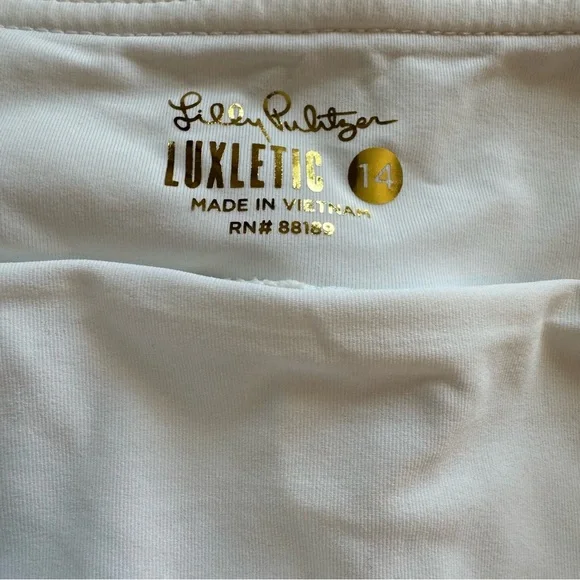 Lilly Pulitzer
LUXLETIC 14
MADE IN VIETNAM
RN# 88189